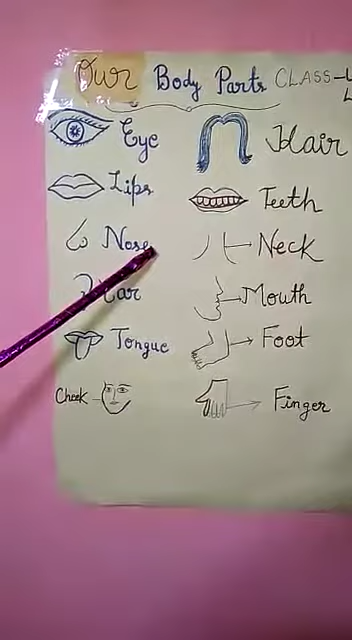 Our Body Parts CLASS-
Eye Hair
Lips Teeth
Nose Neck
Ear Mouth
Tongue Foot
Cheek Finger